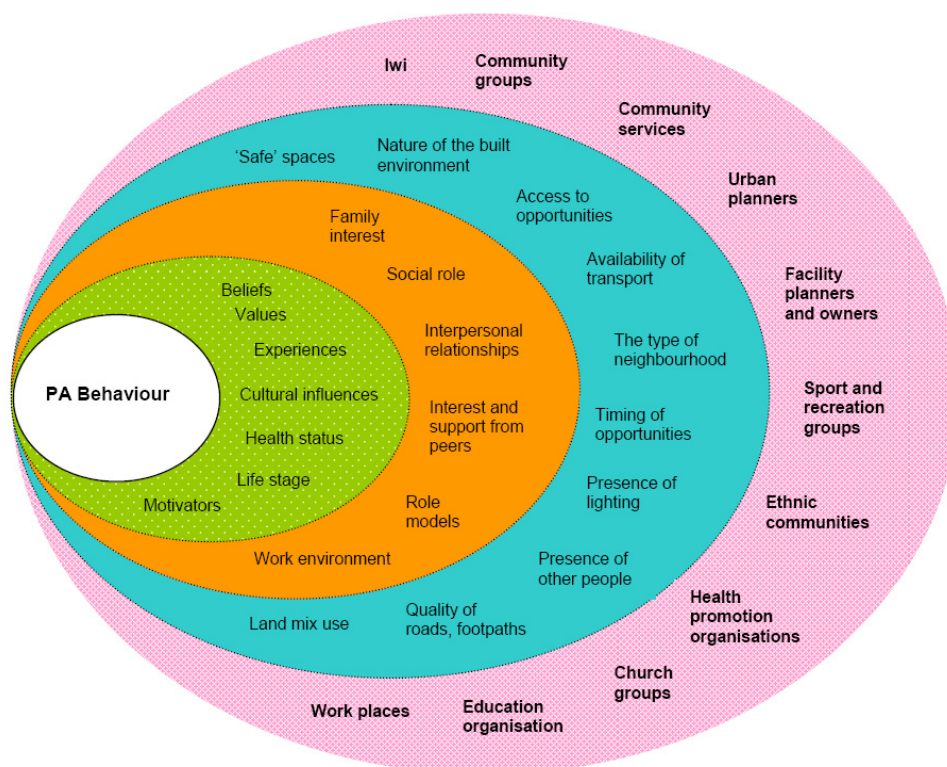 Iwi
Community
groups
Community
services
Urban
planners
Facility
planners
and owners
Sport and
recreation
groups
Ethnic
communities
Health
promotion
organisations
Church
groups
Education
organisation
Work places
'Safe' spaces
Nature of the built
environment
Access to
opportunities
Availability of
transport
The type of
neighbourhood
Timing of
opportunities
Presence of
lighting
Presence of
other people
Quality of
roads, footpaths
Land mix use
Family
interest
Social role
Interpersonal
relationships
Interest and
support from
peers
Role
models
Work environment
Beliefs
Values
Experiences
Cultural influences
Health status
Life stage
Motivators
PA Behaviour